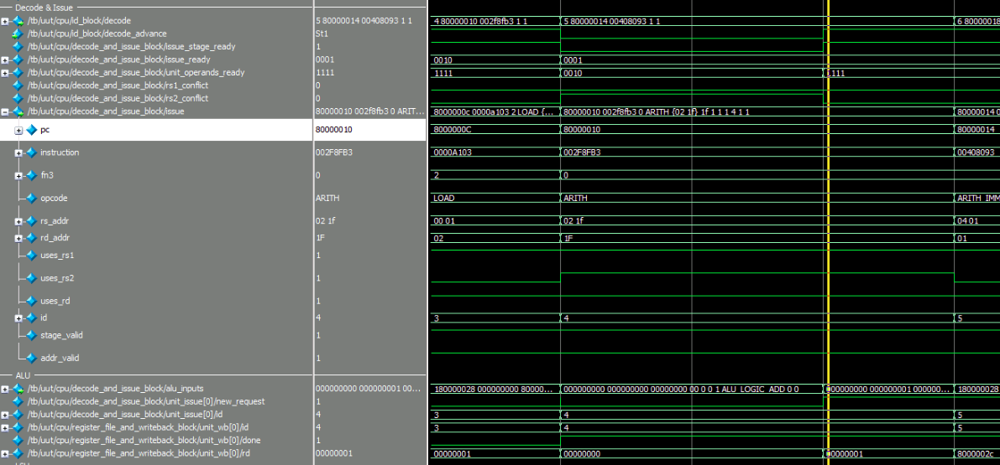 Decode & Issue
/tb/uut/cpu/id_block/decode 5 80000014 00408093 1 1 4 80000010 002f8fb3 1 1 5 80000014 00408093 1 1 6 80000018
/tb/uut/cpu/id_block/decode_advance St1
/tb/uut/cpu/decode_and_issue_block/issue_stage_ready 1
/tb/uut/cpu/decode_and_issue_block/issue_ready 0001 0010 0001
/tb/uut/cpu/decode_and_issue_block/unit_operands_ready 1111 1111 0010 1111
/tb/uut/cpu/decode_and_issue_block/rs1_conflict 0
/tb/uut/cpu/decode_and_issue_block/rs2_conflict 0
/tb/uut/cpu/decode_and_issue_block/issue 80000010 002f8fb3 0 ARIT... 8000000c 0000a103 2 LOAD {... 80000010 002f8fb3 0 ARITH {02 1f} 1f 1 1 1 4 1 1 80000014 0
pc 80000010 8000000C 80000010 80000014
instruction 002F8FB3 0000A103 002F8FB3 00408093
fn3 0 2 0
opcode ARITH LOAD ARITH ARITH_IMM
rs_addr 02 1f 00 01 02 1f 04 01
rd_addr 1F 02 1F 01
uses_rs1 1
uses_rs2 1
uses_rd 1
id 4 3 4 5
stage_valid 1
addr_valid 1
ALU
/tb/uut/cpu/decode_and_issue_block/alu_inputs 000000000 000000001 00... 180000028 000000000 80000... 000000000 000000000 00000000 00 0 0 1 ALU_LOGIC_ADD 0 0 000000000 000000001 000000... 180000028
/tb/uut/cpu/decode_and_issue_block/unit_issue[0]/new_request 1
/tb/uut/cpu/decode_and_issue_block/unit_issue[0]/id 4 3 4 5
/tb/uut/cpu/register_file_and_writeback_block/unit_wb[0]/id 4 3 4 5
/tb/uut/cpu/register_file_and_writeback_block/unit_wb[0]/done 1
/tb/uut/cpu/register_file_and_writeback_block/unit_wb[0]/rd 00000001 00000001 00000000 00000001 8000002c